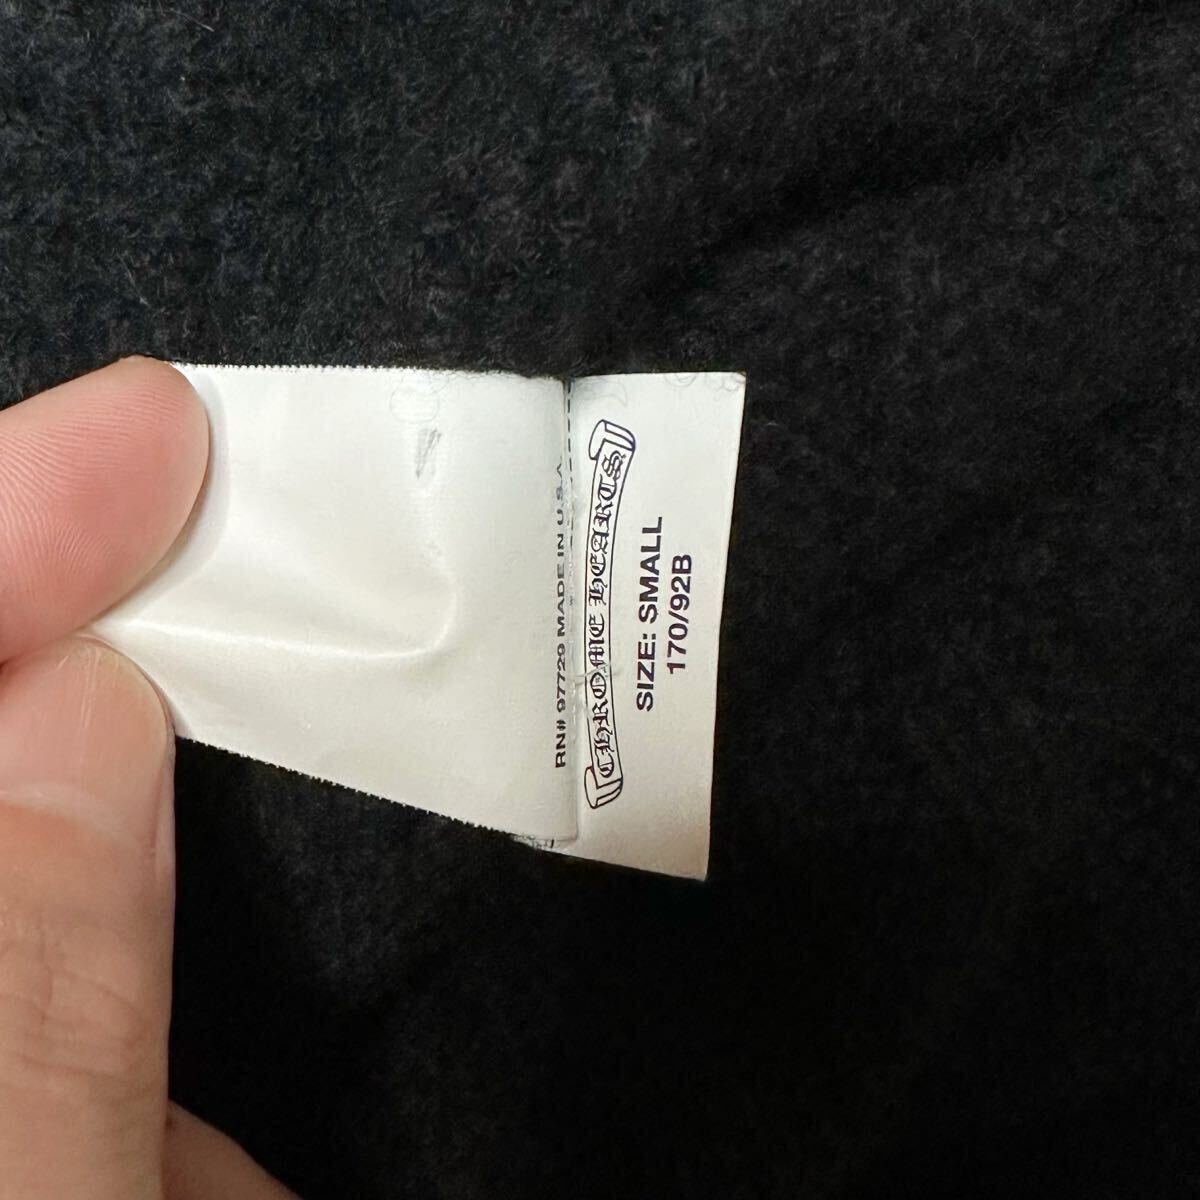 CHROME HEARTS
SIZE: SMALL
170/92B
RN# 97729 MADE IN U.S.A.